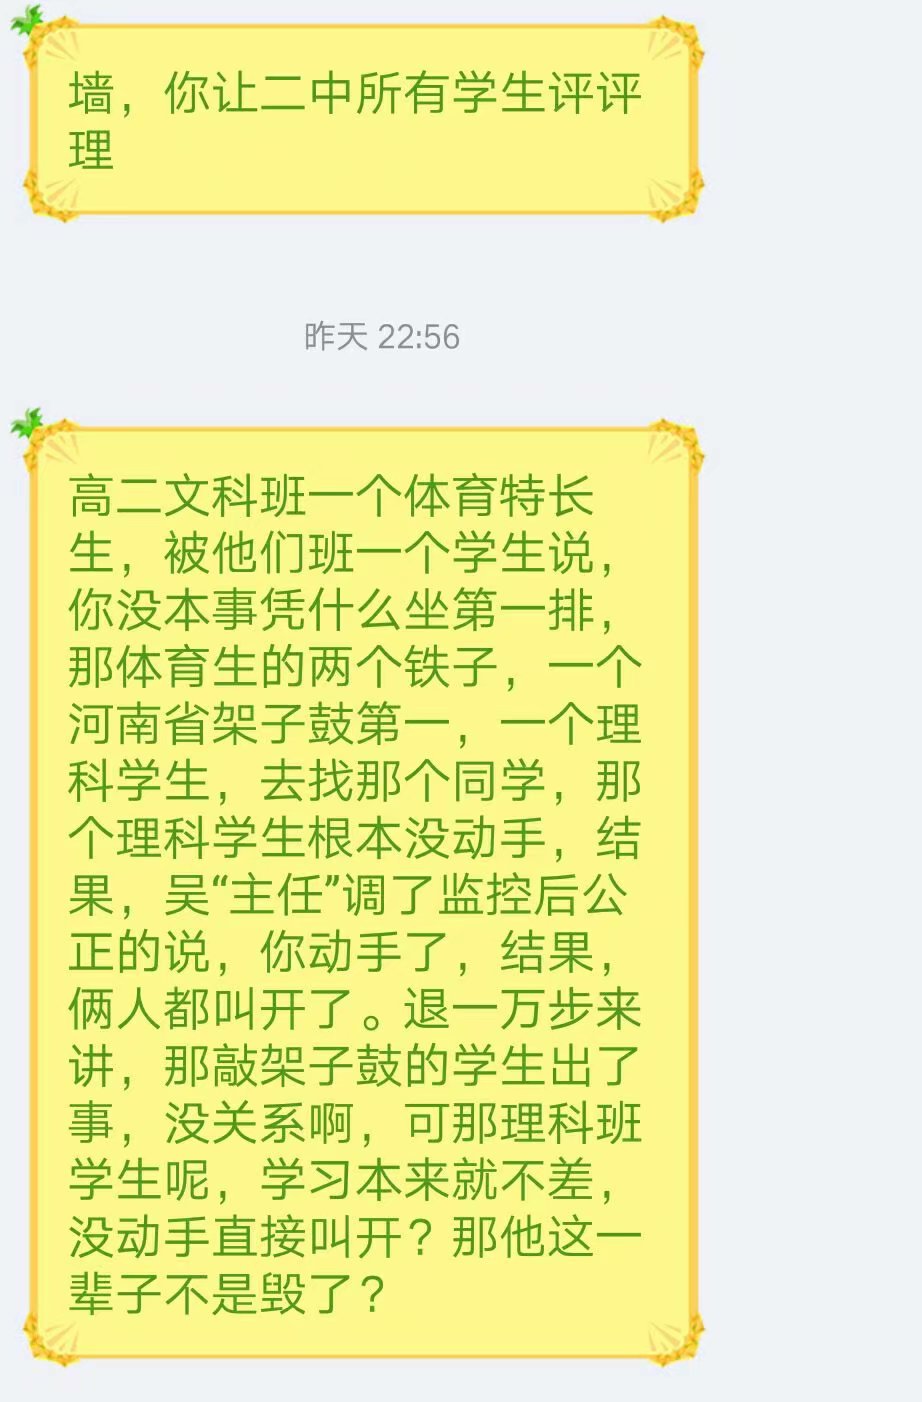 墙，你让二中所有学生评评
理
昨天 22:56
高二文科班一个体育特长
生，被他们班一个学生说，
你没本事凭什么坐第一排，
那体育生的两个铁子，一个
河南省架子鼓第一，一个理
科学生，去找那个同学，那
个理科学生根本没动手，结
果，吴“主任”调了监控后公
正的说，你动手了，结果，
俩人都叫开了。退一万步来
讲，那敲架子鼓的学生出了
事，没关系啊，可那理科班
学生呢，学习本来就不差，
没动手直接叫开？那他这一
辈子不是毁了？